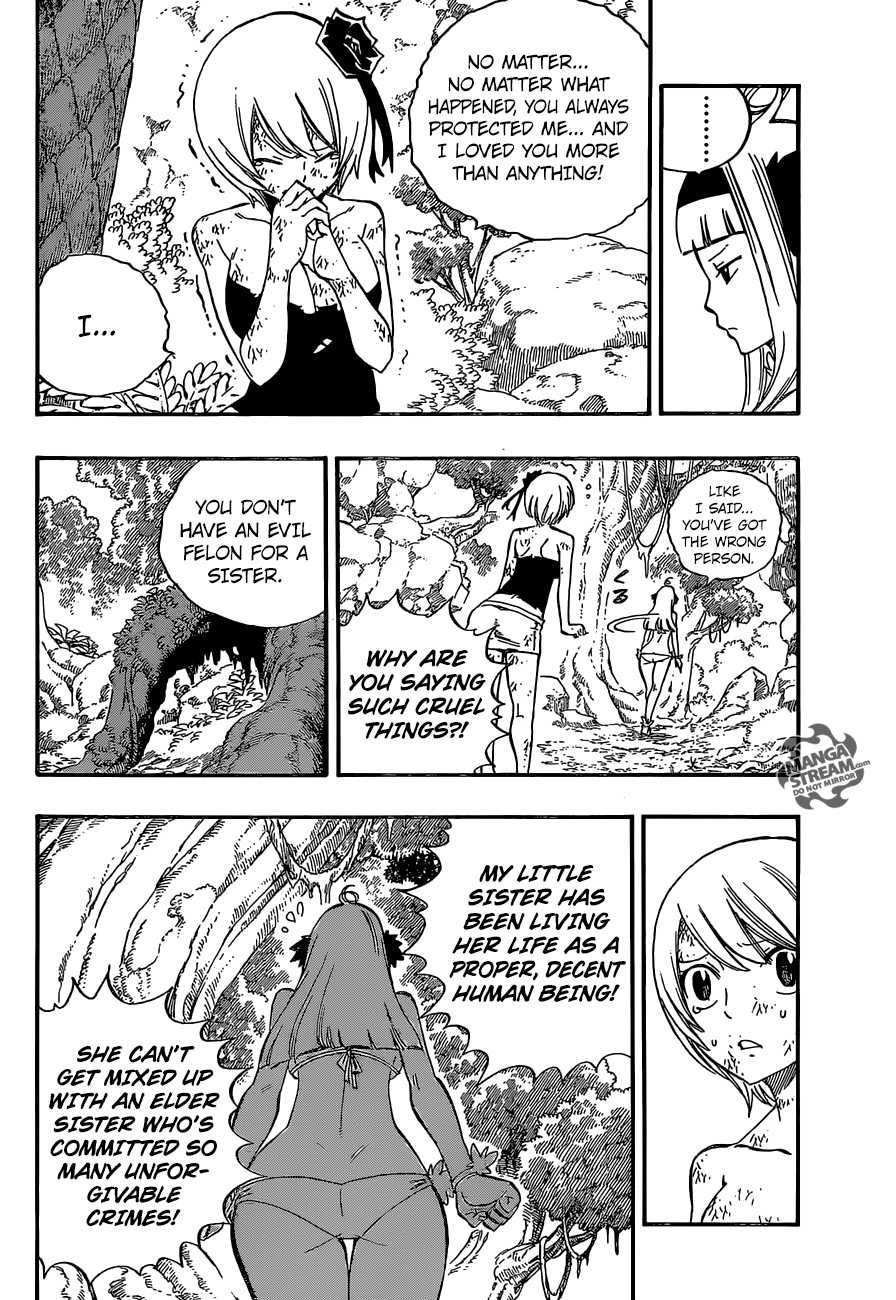 ........
NO MATTER...
NO MATTER WHAT
HAPPENED, YOU ALWAYS
PROTECTED ME... AND
I LOVED YOU MORE
THAN ANYTHING!
I...
LIKE
I SAID...
YOU'VE GOT
THE WRONG
PERSON.
くる
WHY ARE
YOU SAYING
SUCH CRUEL
THINGS?!
YOU DON'T
HAVE AN EVIL
FELON FOR A
SISTER.
MANGA
STREAM.com
DO NOT MIRROR
MY LITTLE
SISTER HAS
BEEN LIVING
HER LIFE AS A
PROPER, DECENT
HUMAN BEING!
SHE CAN'T
GET MIXED UP
WITH AN ELDER
SISTER WHO'S
COMMITTED SO
MANY UNFOR-
GIVABLE
CRIMES!